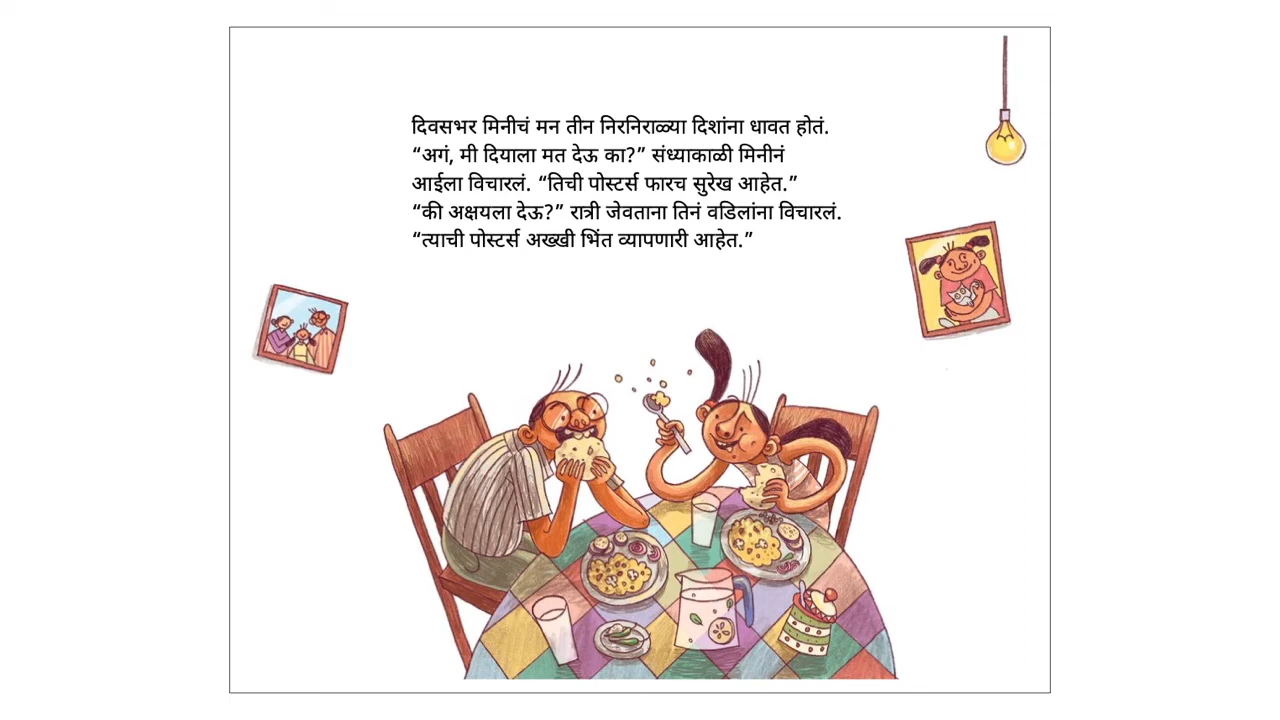 दिवसभर मिनीचं मन तीन निरनिराळ्या दिशांना धावत होतं.
“अगं, मी दियाला मत देऊ का?” संध्याकाळी मिनीनं
आईला विचारलं. “तिची पोस्टर्स फारच सुरेख आहेत.”
“की अक्षयला देऊ?” रात्री जेवताना तिनं वडिलांना विचारलं.
“त्याची पोस्टर्स अख्खी भिंत व्यापणारी आहेत.”